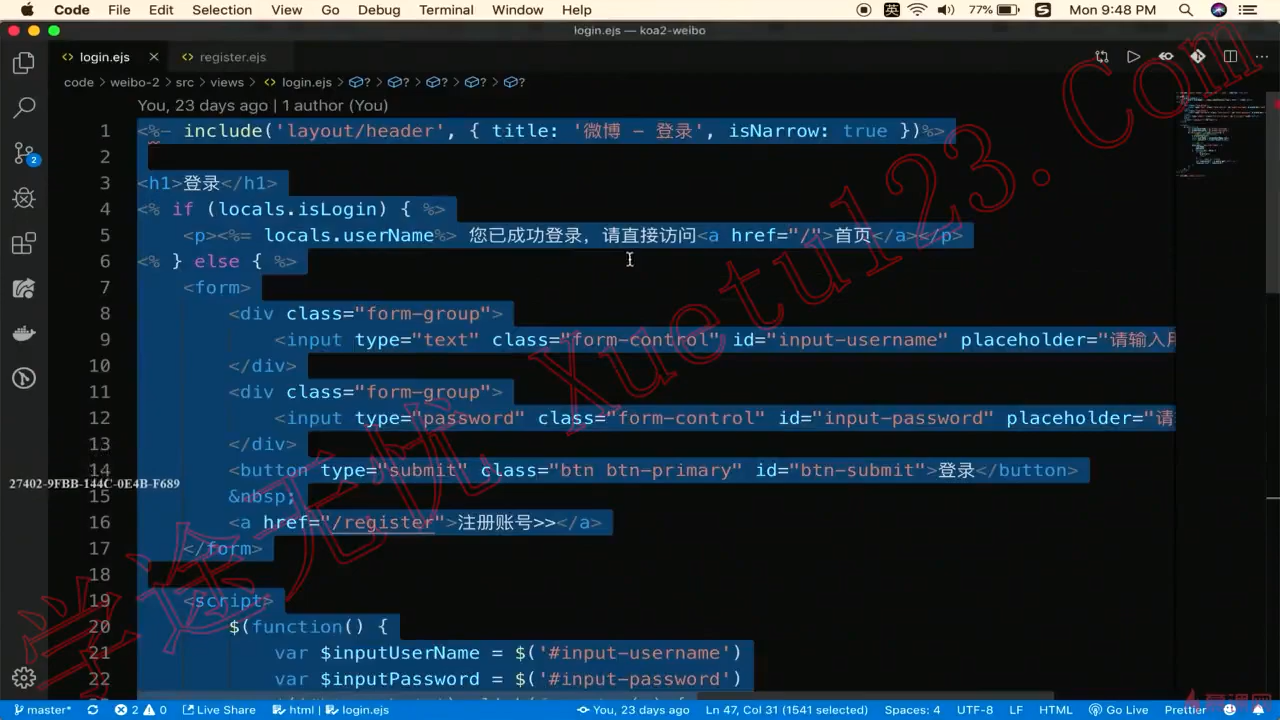 Code File Edit Selection View Go Debug Terminal Window Help 英 77% Mon 9:48 PM
login.ejs — koa2-weibo
login.ejs register.ejs
code > weibo-2 > src > views > login.ejs > ? > ? > ? > ? > ?
You, 23 days ago | 1 author (You)
1 <%- include('layout/header', { title: '微博 - 登录', isNarrow: true })%>
2
3 <h1>登录</h1>
4 <% if (locals.isLogin) { %>
5 <p><%= locals.userName%> 您已成功登录，请直接访问<a href="/">首页</a></p>
6 <% } else { %>
7 <form>
8 <div class="form-group">
9 <input type="text" class="form-control" id="input-username" placeholder="请输入用
10 </div>
11 <div class="form-group">
12 <input type="password" class="form-control" id="input-password" placeholder="请
13 </div>
14 <button type="submit" class="btn btn-primary" id="btn-submit">登录</button>
27402-9FBB-144C-0E4B-F689
15 &nbsp;
16 <a href="/register">注册账号>></a>
17 </form>
18
19 <script>
20 $(function() {
21 var $inputUserName = $('#input-username')
22 var $inputPassword = $('#input-password')
学途无忧 Xuetu123.Com
master* 2 0 Live Share html | login.ejs You, 23 days ago Ln 47, Col 31 (1541 selected) Spaces: 4 UTF-8 LF HTML Go Live Prettier